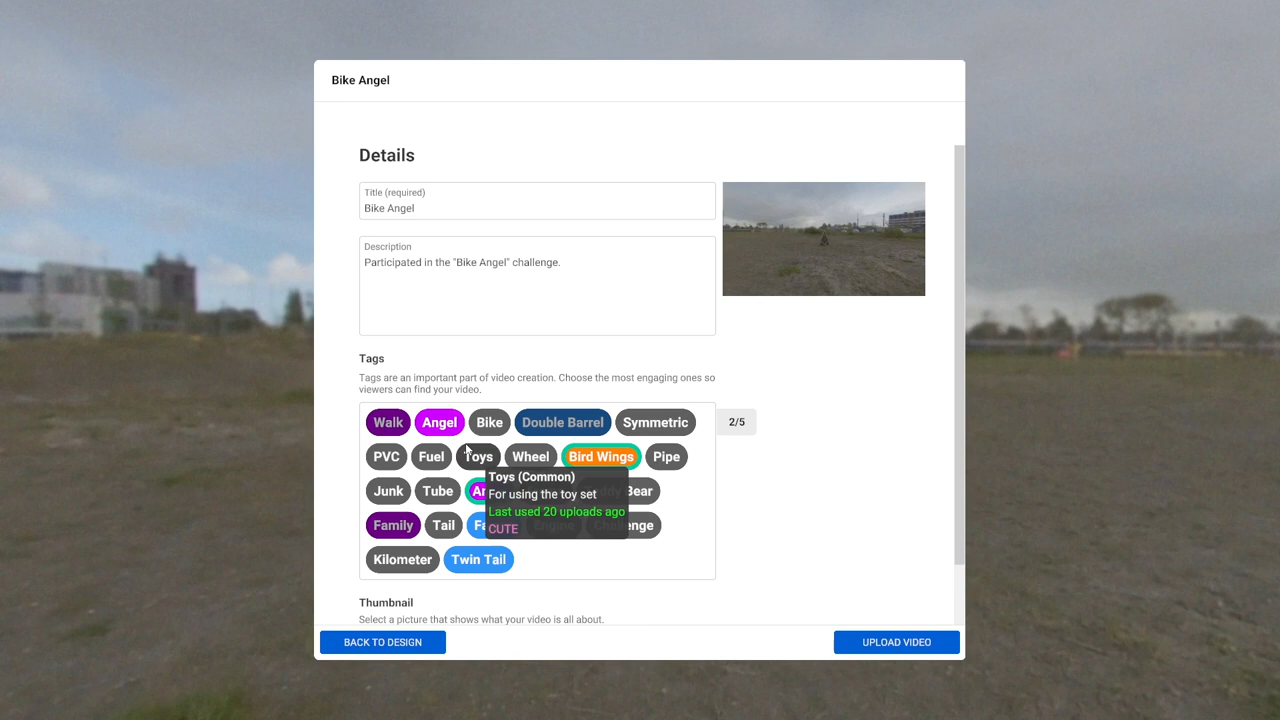 Bike Angel
Details
Title (required)
Bike Angel
Description
Participated in the "Bike Angel" challenge.
Tags
Tags are an important part of video creation. Choose the most engaging ones so
viewers can find your video.
Walk Angel Bike Double Barrel Symmetric 2/5
PVC Fuel Toys Wheel Bird Wings Pipe
Toys (Common)
For using the toy set
Last used 20 uploads ago
CUTE
Junk Tube Bear
Family Tail Engine Challenge
Kilometer Twin Tail
Thumbnail
Select a picture that shows what your video is all about.
BACK TO DESIGN UPLOAD VIDEO